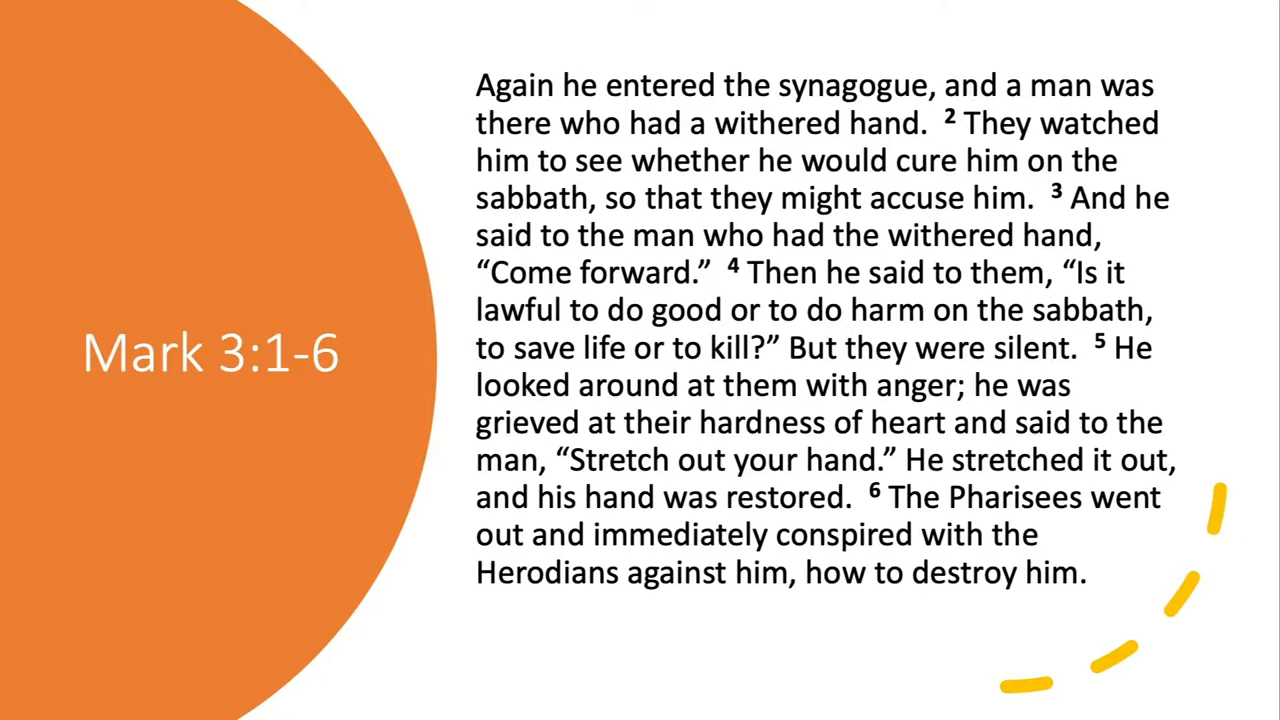 Mark 3:1-6
Again he entered the synagogue, and a man was
there who had a withered hand. ² They watched
him to see whether he would cure him on the
sabbath, so that they might accuse him. ³ And he
said to the man who had the withered hand,
“Come forward.” ⁴ Then he said to them, “Is it
lawful to do good or to do harm on the sabbath,
to save life or to kill?” But they were silent. ⁵ He
looked around at them with anger; he was
grieved at their hardness of heart and said to the
man, “Stretch out your hand.” He stretched it out,
and his hand was restored. ⁶ The Pharisees went
out and immediately conspired with the
Herodians against him, how to destroy him.